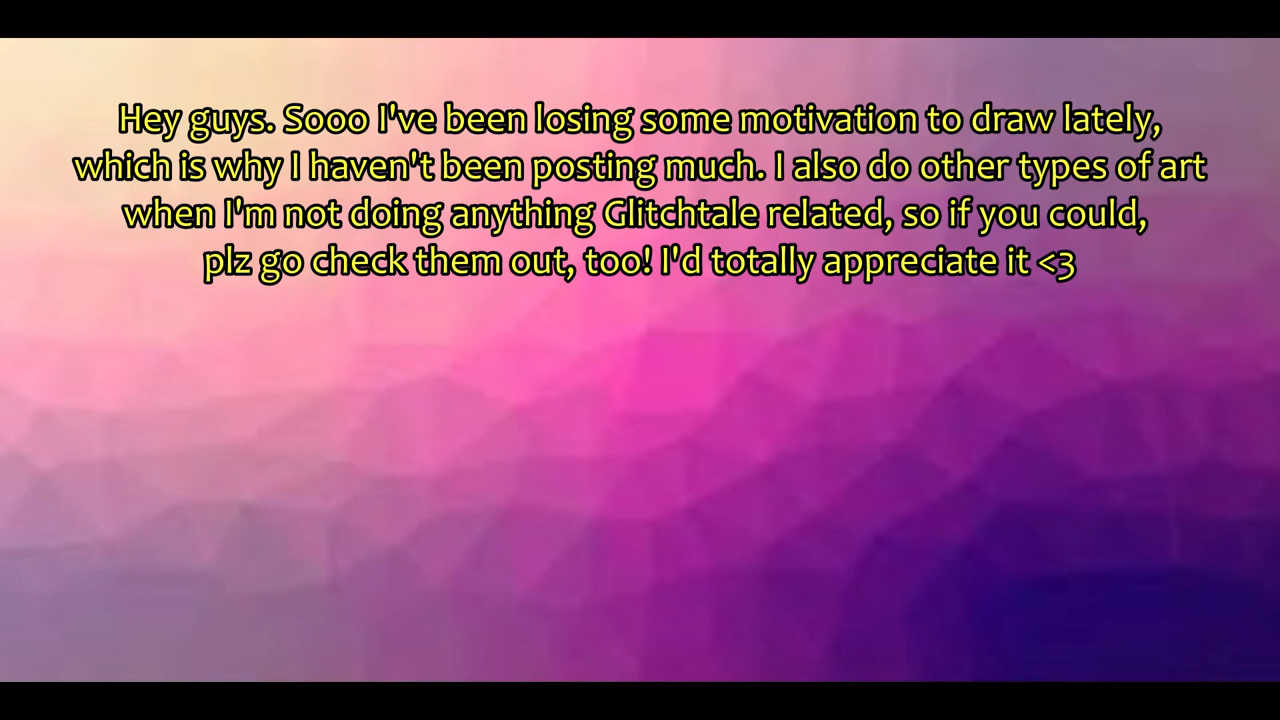 Hey guys. Sooo I've been losing some motivation to draw lately,
which is why I haven't been posting much. I also do other types of art
when I'm not doing anything Glitchtale related, so if you could,
plz go check them out, too! I'd totally appreciate it <3